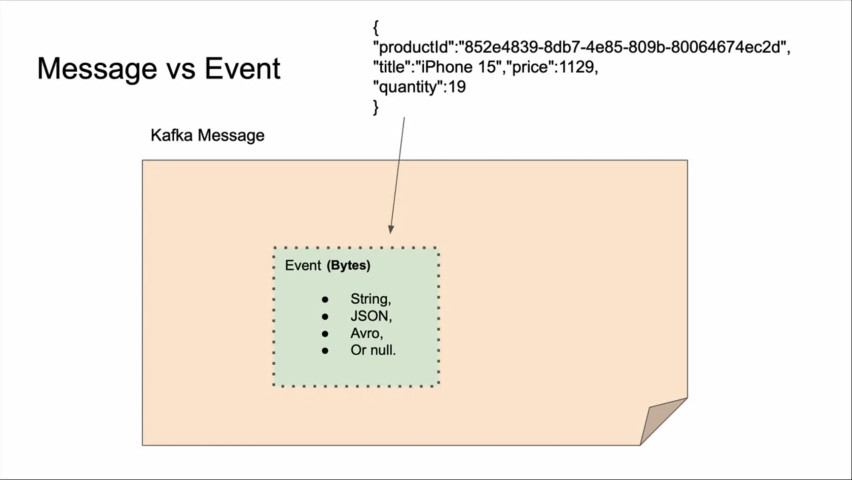 Message vs Event
{
"productId":"852e4839-8db7-4e85-809b-80064674ec2d",
"title":"iPhone 15","price":1129,
"quantity":19
}
Kafka Message
Event (Bytes)
● String,
● JSON,
● Avro,
● Or null.